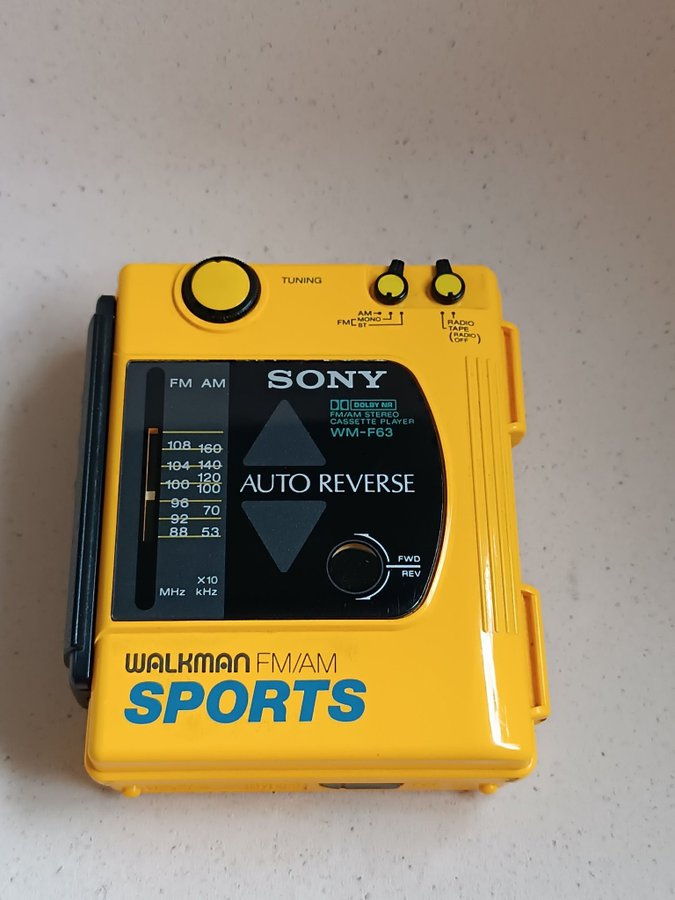 TUNING
AM
FM MONO
ST
RADIO
TAPE
(RADIO OFF)
FM AM
SONY
DOLBY NR
FM/AM STEREO
CASSETTE PLAYER
WM-F63
108 160
104 140
120
100 100
96 70
92
88 53
AUTO REVERSE
FWD
REV
X10
MHz kHz
WALKMAN FM/AM
SPORTS